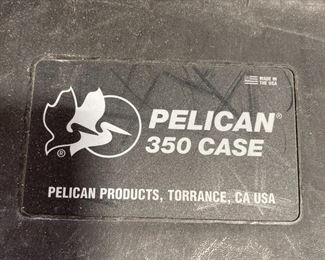 MADE IN
THE USA
PELICAN®
350 CASE
®
PELICAN PRODUCTS, TORRANCE, CA USA